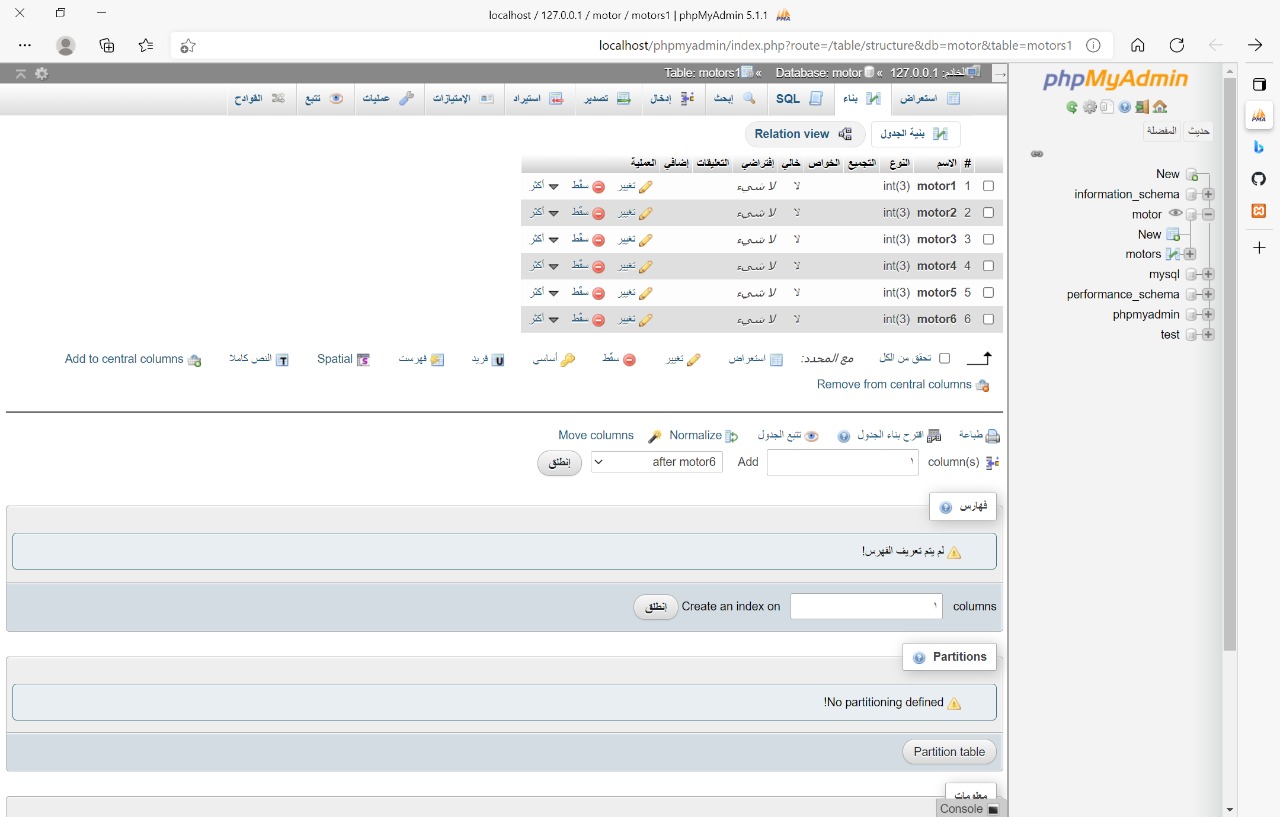 localhost / 127.0.0.1 / motor / motors1 | phpMyAdmin 5.1.1
localhost/phpmyadmin/index.php?route=/table/structure&db=motor&table=motors1
phpMyAdmin
حديث المفضلة
New
information_schema
motor
New
motors
mysql
performance_schema
phpmyadmin
test
الخادم: 127.0.0.1 » Database: motor » Table: motors1
استعراض بناء SQL إبحث إدخال تصدير استيراد الإمتيازات عمليات تتبع القوادح
بنية الجدول Relation view
# الاسم النوع التجميع الخواص خالي إفتراضي التعليقات إضافي العملية
1 motor1 int(3) لا لا شيء تغيير سقّط أكثر
2 motor2 int(3) لا لا شيء تغيير سقّط أكثر
3 motor3 int(3) لا لا شيء تغيير سقّط أكثر
4 motor4 int(3) لا لا شيء تغيير سقّط أكثر
5 motor5 int(3) لا لا شيء تغيير سقّط أكثر
6 motor6 int(3) لا لا شيء تغيير سقّط أكثر
تحقق من الكل مع المحدد: استعراض تغيير سقّط أساسي فريد فهرست Spatial النص كاملا Add to central columns
Remove from central columns
طباعة اقترح بناء الجدول تتبع الجدول Normalize Move columns
column(s) ١ Add after motor6 إنطلق
فهارس
لم يتم تعريف الفهرس!
columns ١ Create an index on إنطلق
Partitions
No partitioning defined!
Partition table
معلومات
Console